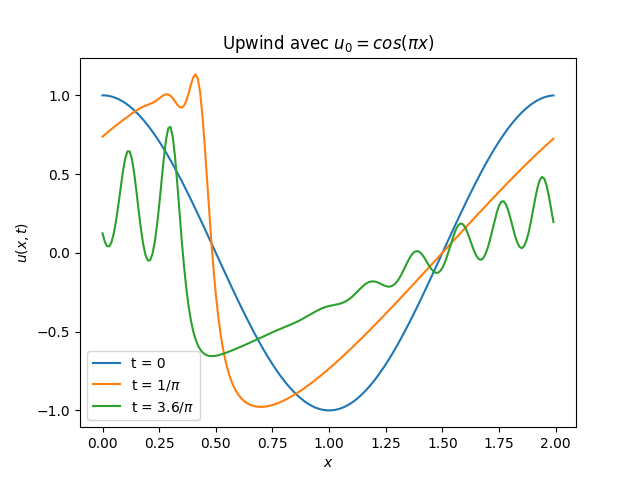 Upwind avec u₀ = cos(πx)
u(x, t)
1.0
0.5
0.0
−0.5
−1.0
t = 0
t = 1/π
t = 3.6/π
0.00 0.25 0.50 0.75 1.00 1.25 1.50 1.75 2.00
x